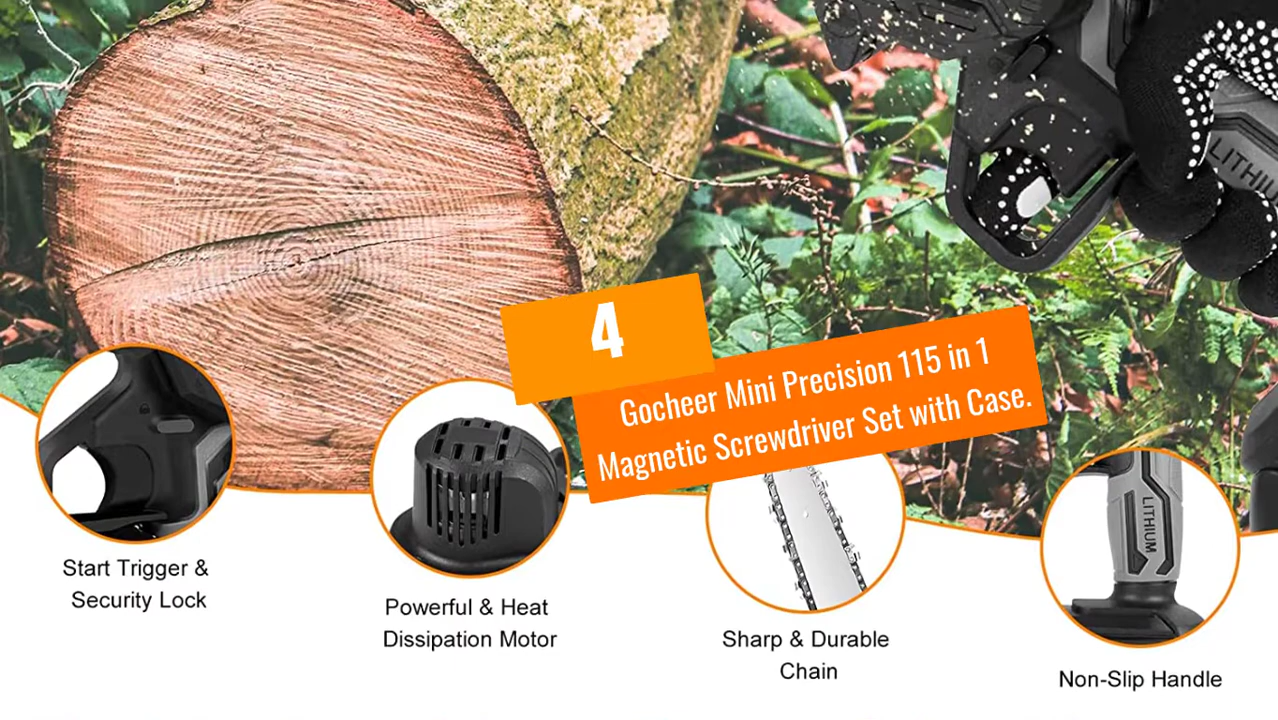 LITHIU
4
Gocheer Mini Precision 115 in 1
Magnetic Screwdriver Set with Case.
LITHIUM
Start Trigger &
Security Lock
Powerful & Heat
Dissipation Motor
Sharp & Durable
Chain
Non-Slip Handle